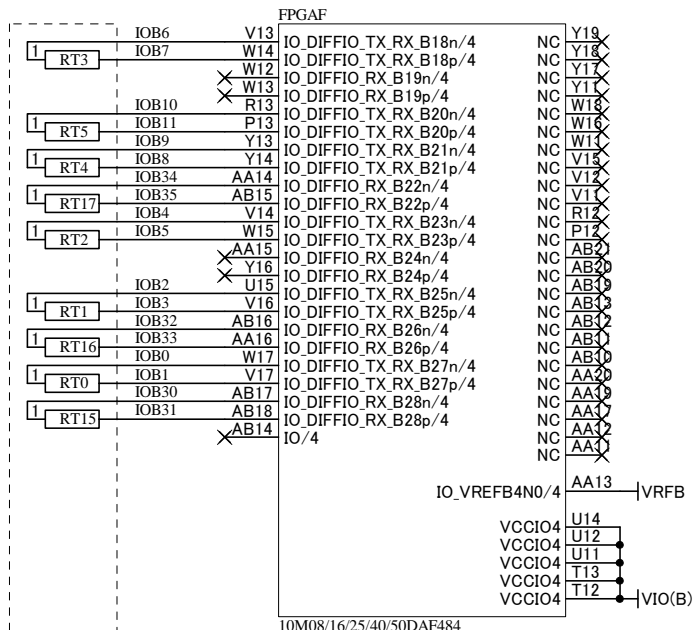 FPGAF
IOB6 V13 IO_DIFFIO_TX_RX_B18n/4 NC Y19
1 RT3 IOB7 W14 IO_DIFFIO_TX_RX_B18p/4 NC Y18
W12 IO_DIFFIO_RX_B19n/4 NC Y17
W13 IO_DIFFIO_RX_B19p/4 NC Y11
IOB10 R13 IO_DIFFIO_TX_RX_B20n/4 NC W18
1 RT5 IOB11 P13 IO_DIFFIO_TX_RX_B20p/4 NC W16
IOB9 Y13 IO_DIFFIO_RX_B21n/4 NC W11
1 RT4 IOB8 Y14 IO_DIFFIO_RX_B21p/4 NC V15
IOB34 AA14 IO_DIFFIO_RX_B22n/4 NC V12
1 RT17 IOB35 AB15 IO_DIFFIO_RX_B22p/4 NC V11
IOB4 V14 IO_DIFFIO_TX_RX_B23n/4 NC R12
1 RT2 IOB5 W15 IO_DIFFIO_TX_RX_B23p/4 NC P12
AA15 IO_DIFFIO_RX_B24n/4 NC AB21
Y16 IO_DIFFIO_RX_B24p/4 NC AB20
IOB2 U15 IO_DIFFIO_TX_RX_B25n/4 NC AB19
1 RT1 IOB3 V16 IO_DIFFIO_TX_RX_B25p/4 NC AB13
IOB32 AB16 IO_DIFFIO_RX_B26n/4 NC AB12
1 RT16 IOB33 AA16 IO_DIFFIO_RX_B26p/4 NC AB11
IOB0 W17 IO_DIFFIO_TX_RX_B27n/4 NC AB10
1 RT0 IOB1 V17 IO_DIFFIO_TX_RX_B27p/4 NC AA20
IOB30 AB17 IO_DIFFIO_RX_B28n/4 NC AA19
1 RT15 IOB31 AB18 IO_DIFFIO_RX_B28p/4 NC AA17
AB14 IO/4 NC AA12
NC AA11
IO_VREFB4N0/4 AA13 VRFB
VCCIO4 U14
VCCIO4 U12
VCCIO4 U11
VCCIO4 T13
VCCIO4 T12 VIO(B)
10M08/16/25/40/50DAF484